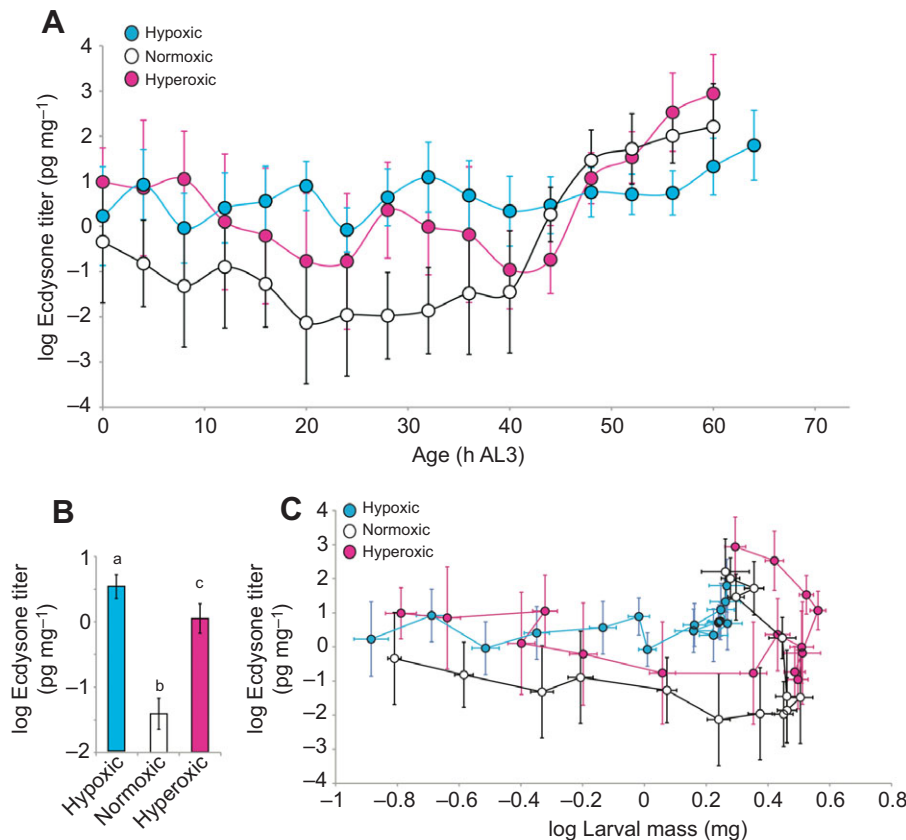 A
Hypoxic
Normoxic
Hyperoxic
log Ecdysone titer (pg mg–1)
4
3
2
1
0
–1
–2
–3
–4
0
10
20
30
40
50
60
70
Age (h AL3)
B
log Ecdysone titer
(pg mg–1)
1
0
–1
–2
a
b
c
Hypoxic
Normoxic
Hyperoxic
C
Hypoxic
Normoxic
Hyperoxic
log Ecdysone titer
(pg mg–1)
4
3
2
1
0
–1
–2
–3
–4
–1
–0.8
–0.6
–0.4
–0.2
0
0.2
0.4
0.6
0.8
log Larval mass (mg)